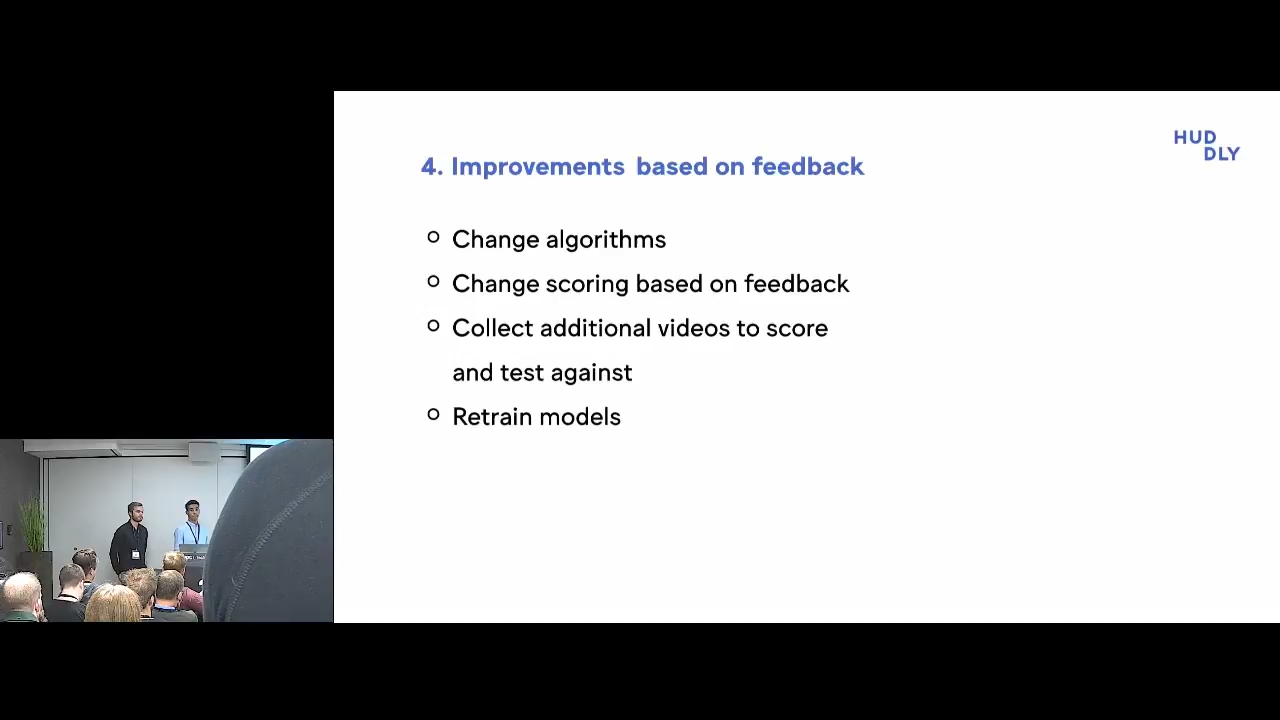 HUD
DLY
4. Improvements based on feedback
Change algorithms
Change scoring based on feedback
Collect additional videos to score
and test against
Retrain models